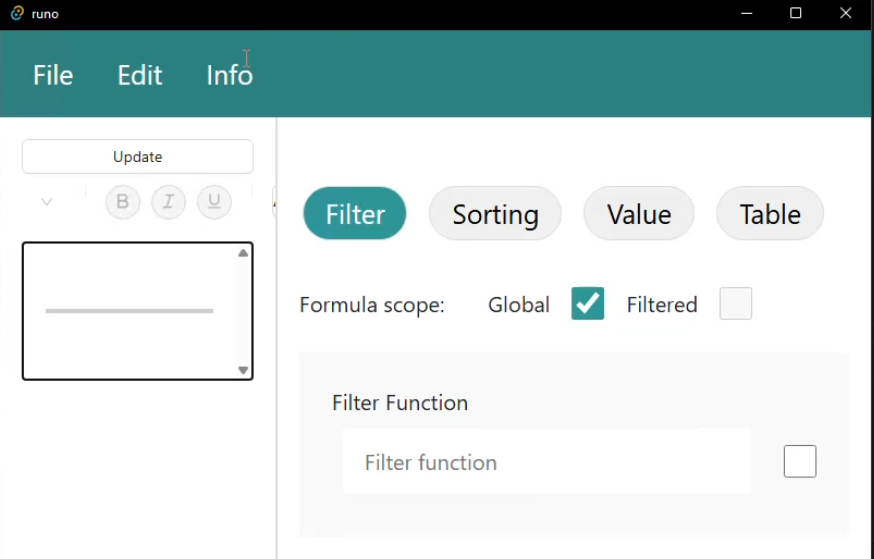 runo
File Edit Info
Update
B I U
Filter Sorting Value Table
Formula scope: Global Filtered
Filter Function
Filter function